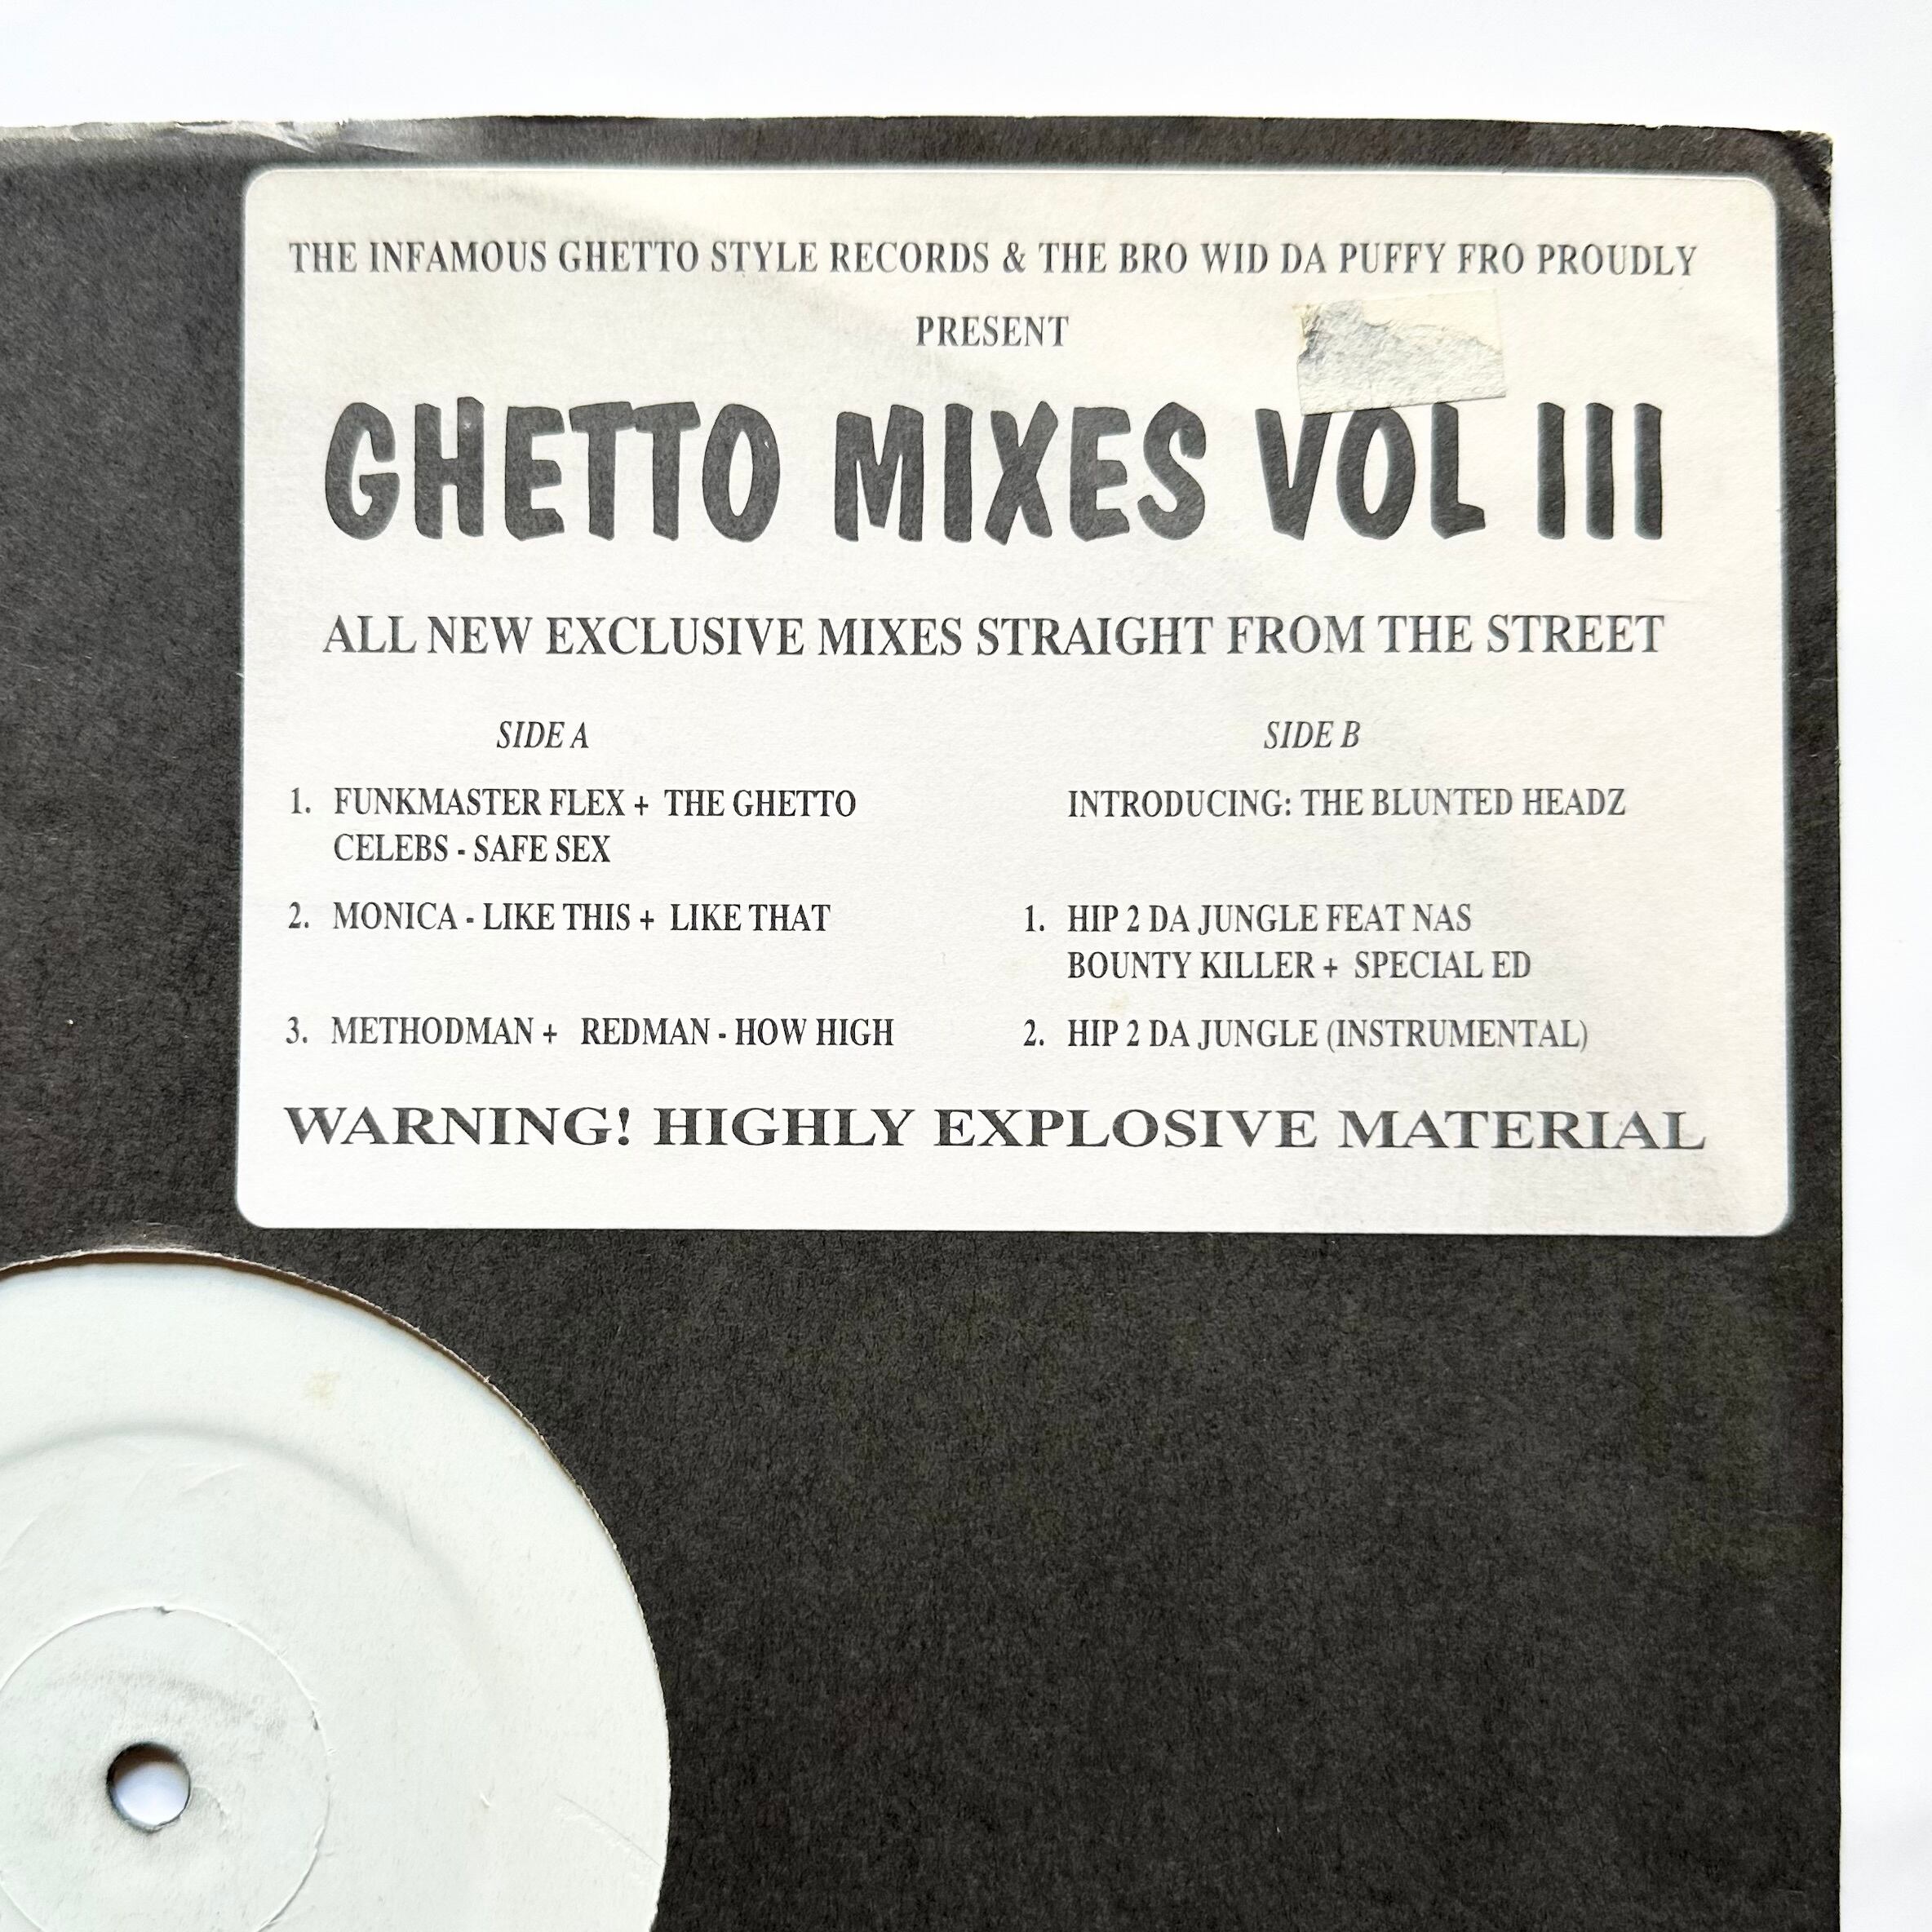 THE INFAMOUS GHETTO STYLE RECORDS & THE BRO WID DA PUFFY FRO PROUDLY
PRESENT
GHETTO MIXES VOL III
ALL NEW EXCLUSIVE MIXES STRAIGHT FROM THE STREET
SIDE A
1. FUNKMASTER FLEX + THE GHETTO
CELEBS - SAFE SEX
2. MONICA - LIKE THIS + LIKE THAT
3. METHODMAN + REDMAN - HOW HIGH
SIDE B
INTRODUCING: THE BLUNTED HEADZ
1. HIP 2 DA JUNGLE FEAT NAS
BOUNTY KILLER + SPECIAL ED
2. HIP 2 DA JUNGLE (INSTRUMENTAL)
WARNING! HIGHLY EXPLOSIVE MATERIAL